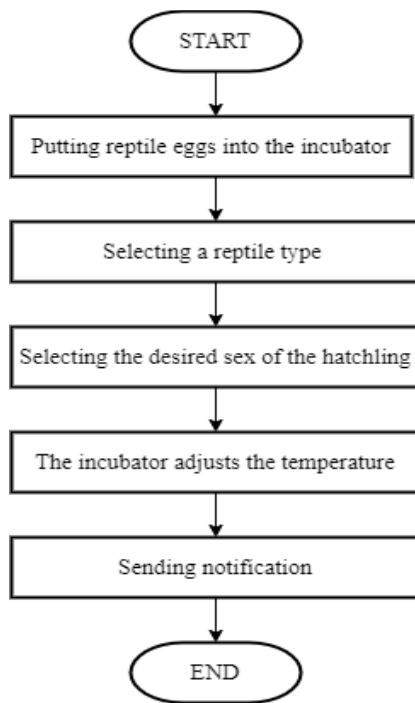 START
Putting reptile eggs into the incubator
Selecting a reptile type
Selecting the desired sex of the hatchling
The incubator adjusts the temperature
Sending notification
END